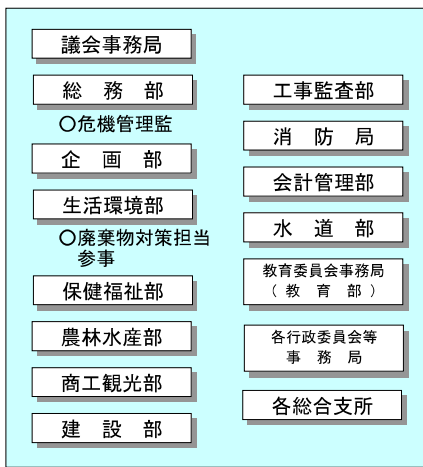 議会事務局
総　務　部
〇危機管理監
企　画　部
生活環境部
〇廃棄物対策担当
参事
保健福祉部
農林水産部
商工観光部
建　設　部
工事監査部
消　防　局
会計管理部
水　道　部
教育委員会事務局
（ 教 育 部 ）
各行政委員会等
事　務　局
各総合支所